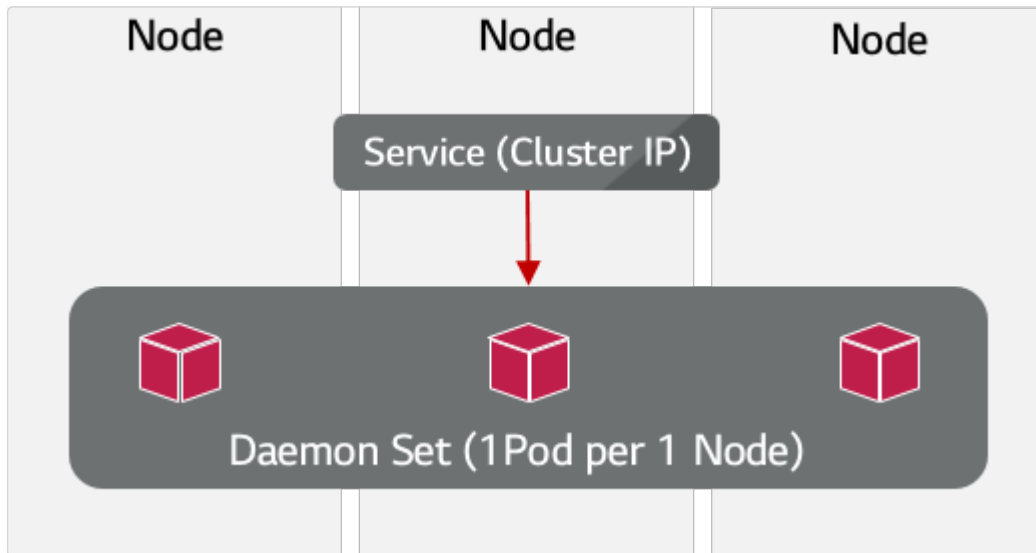 Node
Node
Node
Service (Cluster IP)
Daemon Set (1Pod per 1 Node)